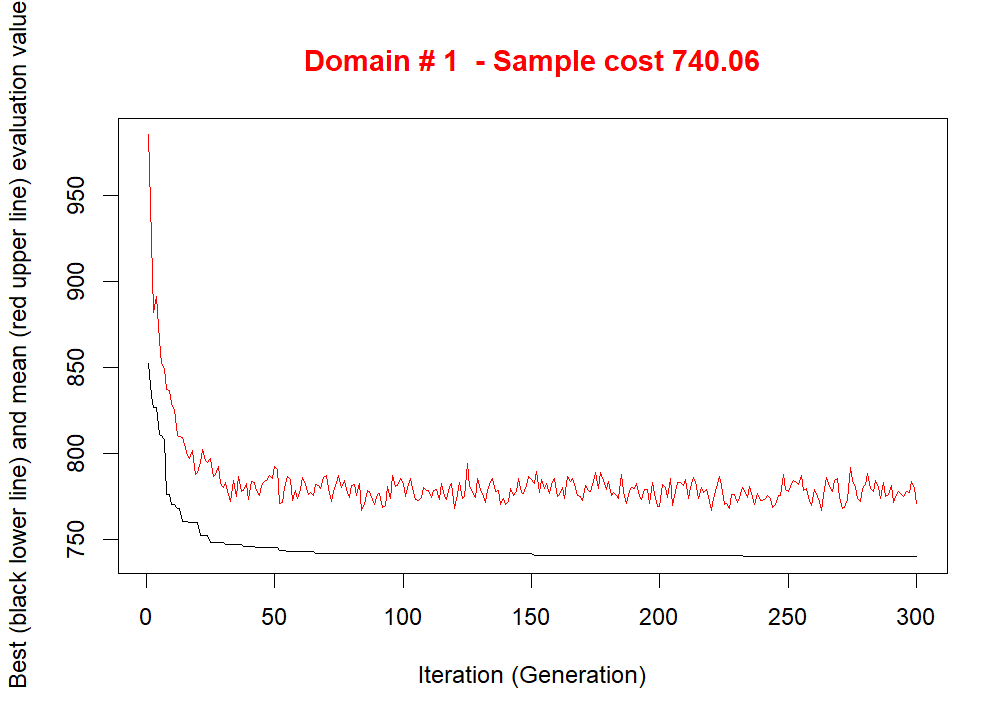 Domain # 1  - Sample cost 740.06
Best (black lower line) and mean (red upper line) evaluation value
950
900
850
800
750
0 50 100 150 200 250 300
Iteration (Generation)